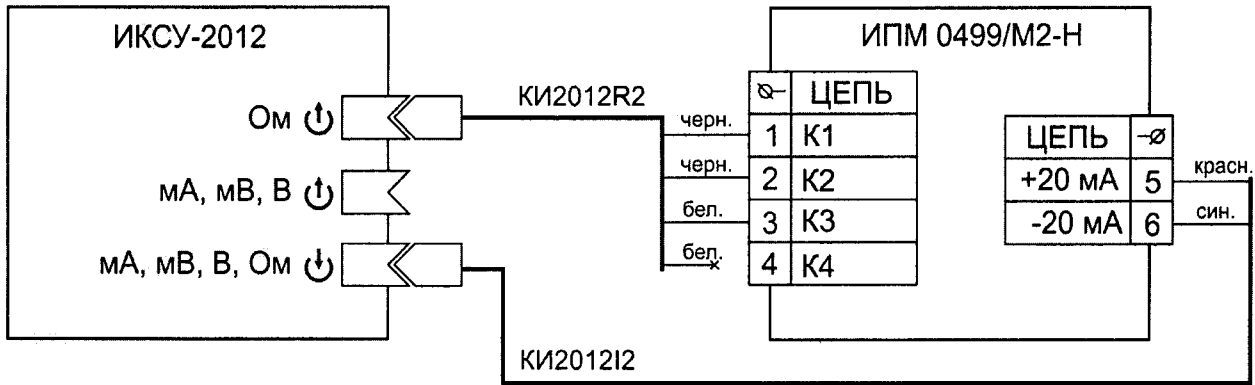 ИКСУ-2012
ИПМ 0499/М2-Н
Ом
КИ2012R2
мА, мВ, В
мА, мВ, В, Ом
черн.
черн.
бел.
бел.
ЦЕПЬ
1 К1
2 К2
3 К3
4 К4
ЦЕПЬ
+20 мА 5
-20 мА 6
красн.
син.
КИ2012I2